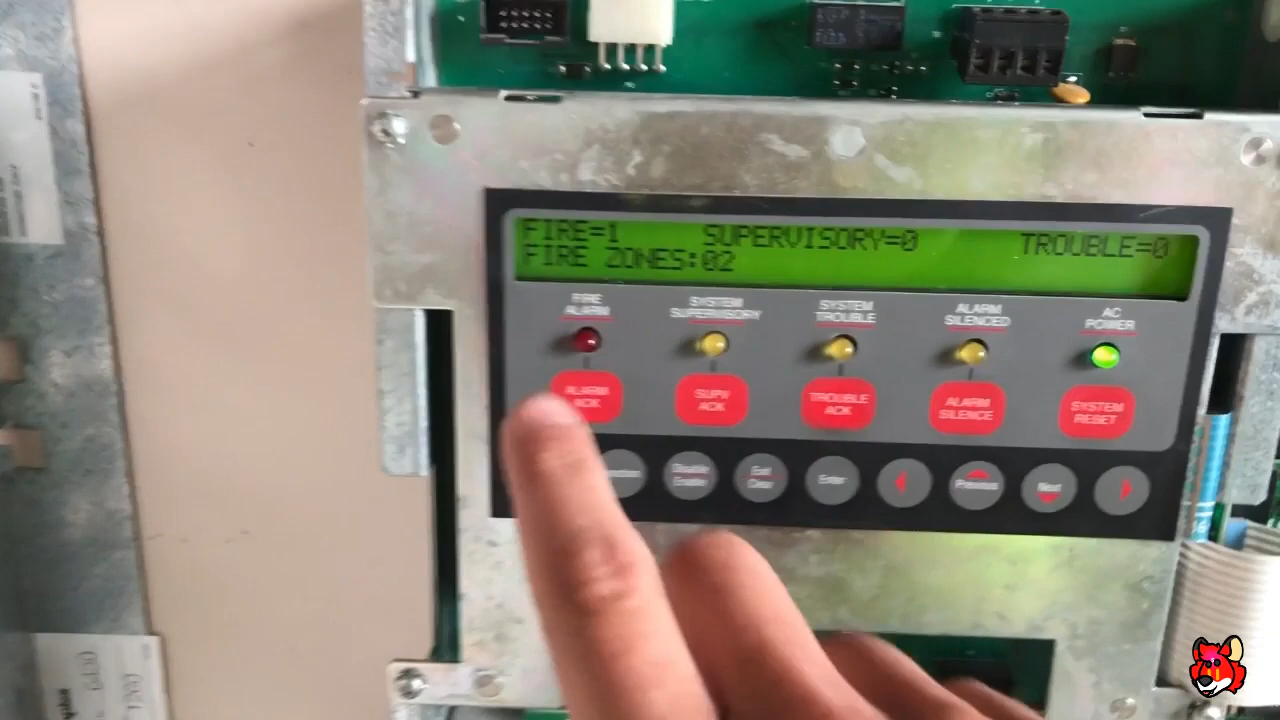 FIRE=1 SUPERVISORY=0 TROUBLE=0
FIRE ZONES:02
FIRE ALARM
SYSTEM SUPERVISORY
SYSTEM TROUBLE
ALARM SILENCED
AC POWER
ALARM ACK
SUPV ACK
TROUBLE ACK
ALARM SILENCE
SYSTEM RESET
Disable Enable
Exit Clear
Enter
Previous
Next